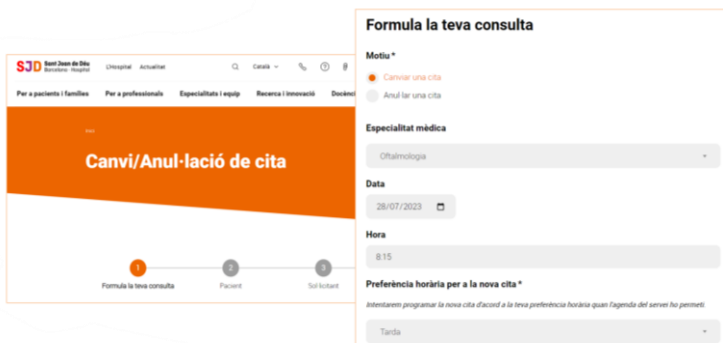 SJD Sant Joan de Déu
Barcelona · Hospital
L'Hospital Actualitat
Català
Per a pacients i famílies Per a professionals Especialitats i equip Recerca i innovació Docènci
Canvi/Anul·lació de cita
1 2 3
Formula la teva consulta Pacient Sol·licitant
Formula la teva consulta
Motiu *
Canviar una cita
Anul·lar una cita
Especialitat mèdica
Oftalmologia
Data
28/07/2023
Hora
8:15
Preferència horària per a la nova cita *
Intentarem programar la nova cita d'acord a la teva preferència horària quan l'agenda del servei ho permeti.
Tarda